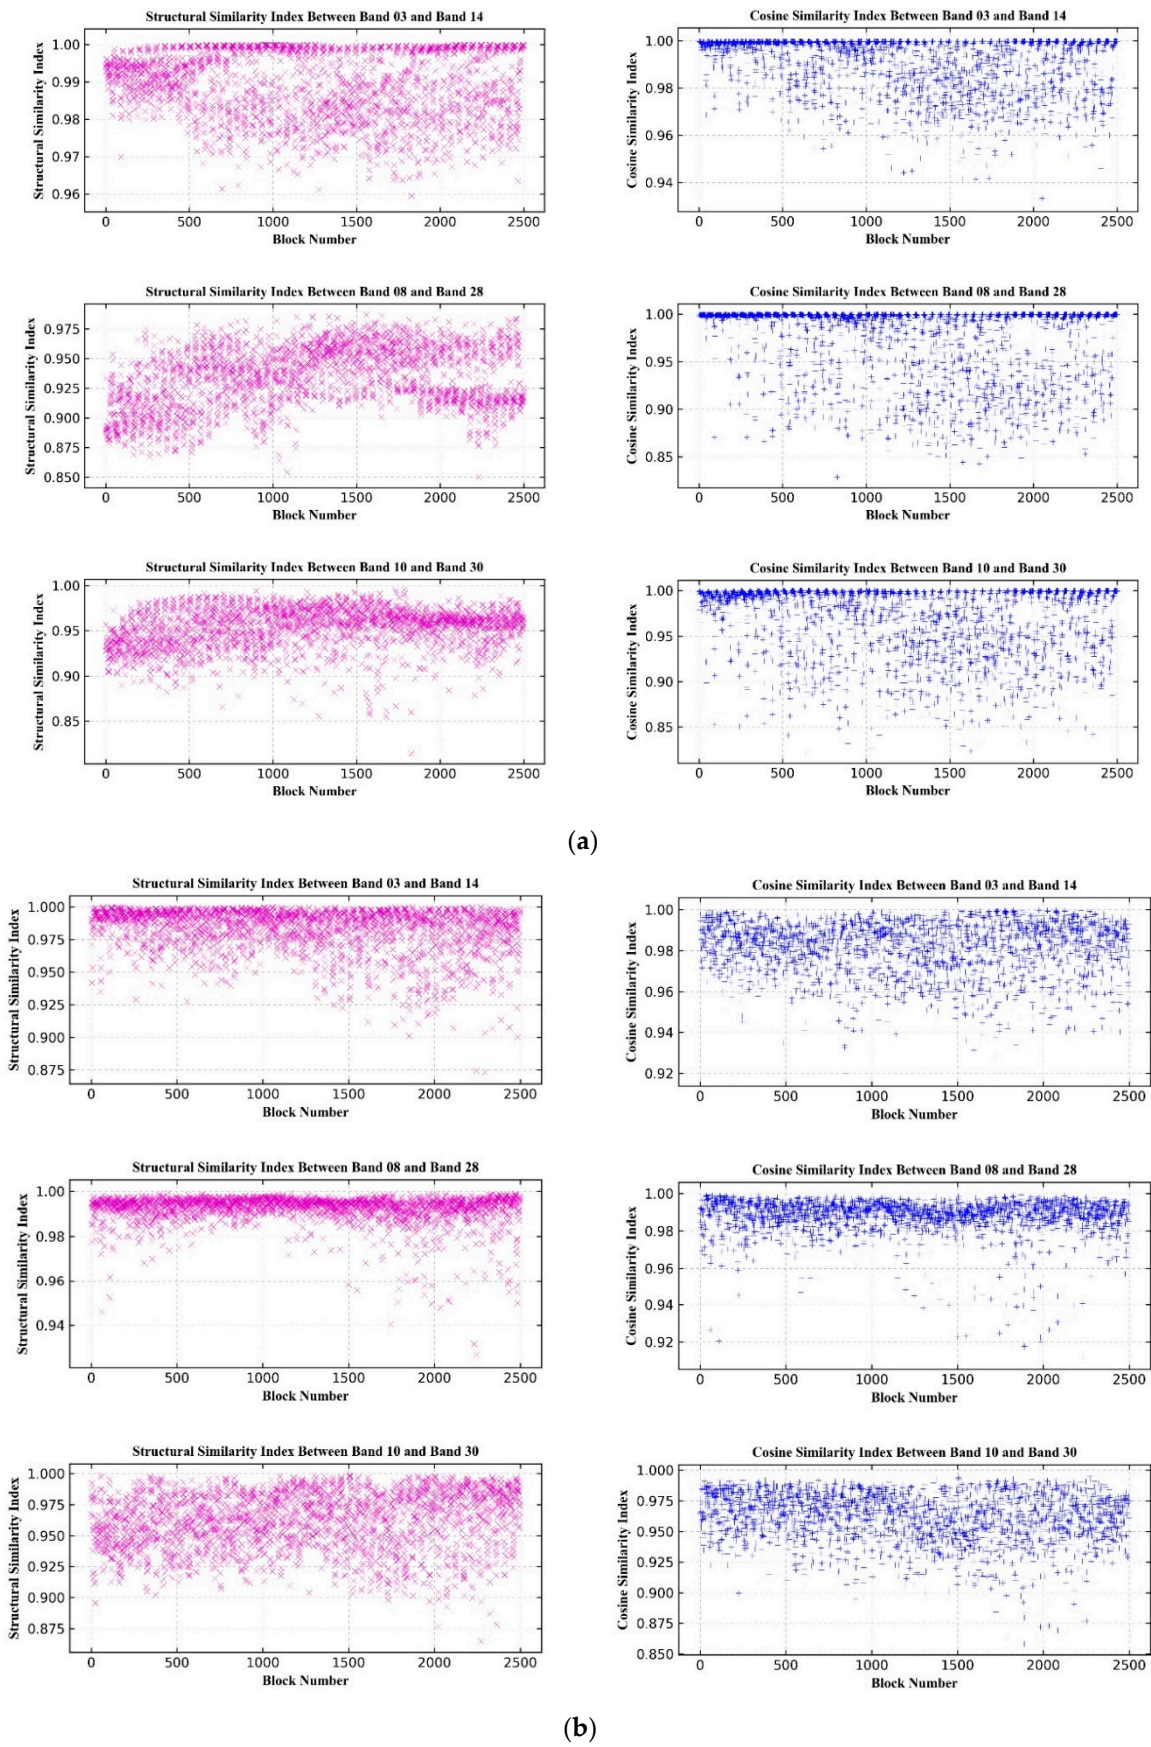 Structural Similarity Index Between Band 03 and Band 14
Structural Similarity Index
1.00
0.99
0.98
0.97
0.96
0 500 1000 1500 2000 2500
Block Number
Cosine Similarity Index Between Band 03 and Band 14
Cosine Similarity Index
1.00
0.98
0.96
0.94
0 500 1000 1500 2000 2500
Block Number
Structural Similarity Index Between Band 08 and Band 28
Structural Similarity Index
0.975
0.950
0.925
0.900
0.875
0.850
0 500 1000 1500 2000 2500
Block Number
Cosine Similarity Index Between Band 08 and Band 28
Cosine Similarity Index
1.00
0.95
0.90
0.85
0 500 1000 1500 2000 2500
Block Number
Structural Similarity Index Between Band 10 and Band 30
Structural Similarity Index
1.00
0.95
0.90
0.85
0 500 1000 1500 2000 2500
Block Number
Cosine Similarity Index Between Band 10 and Band 30
Cosine Similarity Index
1.00
0.95
0.90
0.85
0 500 1000 1500 2000 2500
Block Number
(a)
Structural Similarity Index Between Band 03 and Band 14
Structural Similarity Index
1.000
0.975
0.950
0.925
0.900
0.875
0 500 1000 1500 2000 2500
Block Number
Cosine Similarity Index Between Band 03 and Band 14
Cosine Similarity Index
1.00
0.98
0.96
0.94
0.92
0 500 1000 1500 2000 2500
Block Number
Structural Similarity Index Between Band 08 and Band 28
Structural Similarity Index
1.00
0.98
0.96
0.94
0 500 1000 1500 2000 2500
Block Number
Cosine Similarity Index Between Band 08 and Band 28
Cosine Similarity Index
1.00
0.98
0.96
0.94
0.92
0 500 1000 1500 2000 2500
Block Number
Structural Similarity Index Between Band 10 and Band 30
Structural Similarity Index
1.000
0.975
0.950
0.925
0.900
0.875
0 500 1000 1500 2000 2500
Block Number
Cosine Similarity Index Between Band 10 and Band 30
Cosine Similarity Index
1.000
0.975
0.950
0.925
0.900
0.875
0.850
0 500 1000 1500 2000 2500
Block Number
(b)